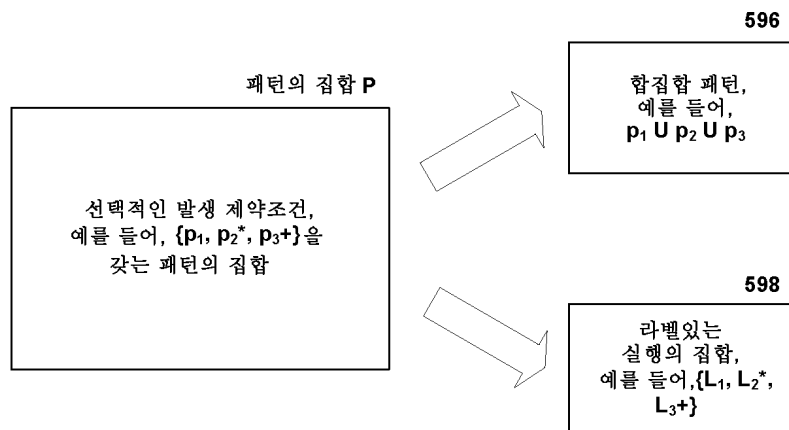 패턴의 집합 P
선택적인 발생 제약조건,
예를 들어, {p₁, p₂*, p₃+}을
갖는 패턴의 집합
596
합집합 패턴,
예를 들어,
p₁ U p₂ U p₃
598
라벨있는
실행의 집합,
예를 들어,{L₁, L₂*,
L₃+}